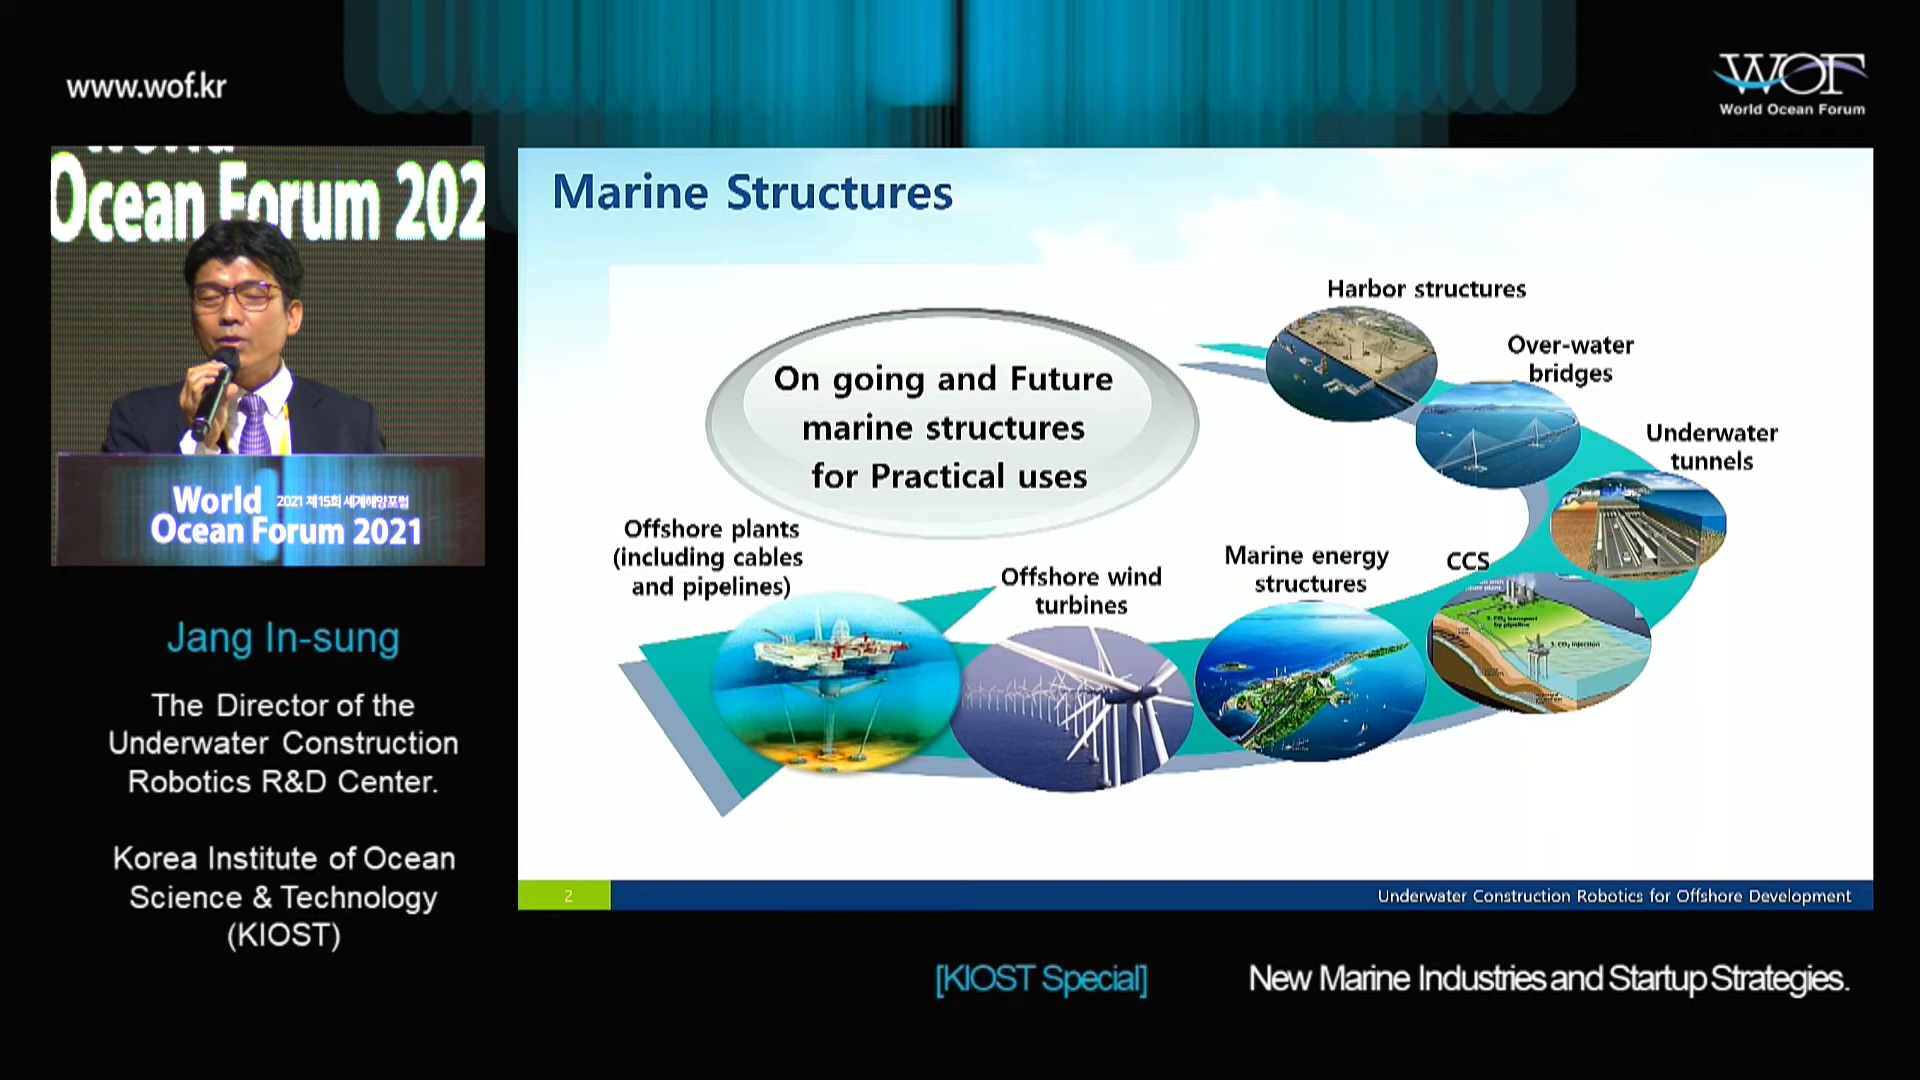 www.wof.kr
WOF
World Ocean Forum
World
Ocean Forum 202
World 2021 제15회 세계해양포럼
Ocean Forum 2021
Jang In-sung
The Director of the
Underwater Construction
Robotics R&D Center.
Korea Institute of Ocean
Science & Technology
(KIOST)
Marine Structures
On going and Future
marine structures
for Practical uses
Harbor structures
Over-water
bridges
Underwater
tunnels
CCS
Marine energy
structures
Offshore wind
turbines
Offshore plants
(including cables
and pipelines)
2
Underwater Construction Robotics for Offshore Development
[KIOST Special] New Marine Industries and Startup Strategies.